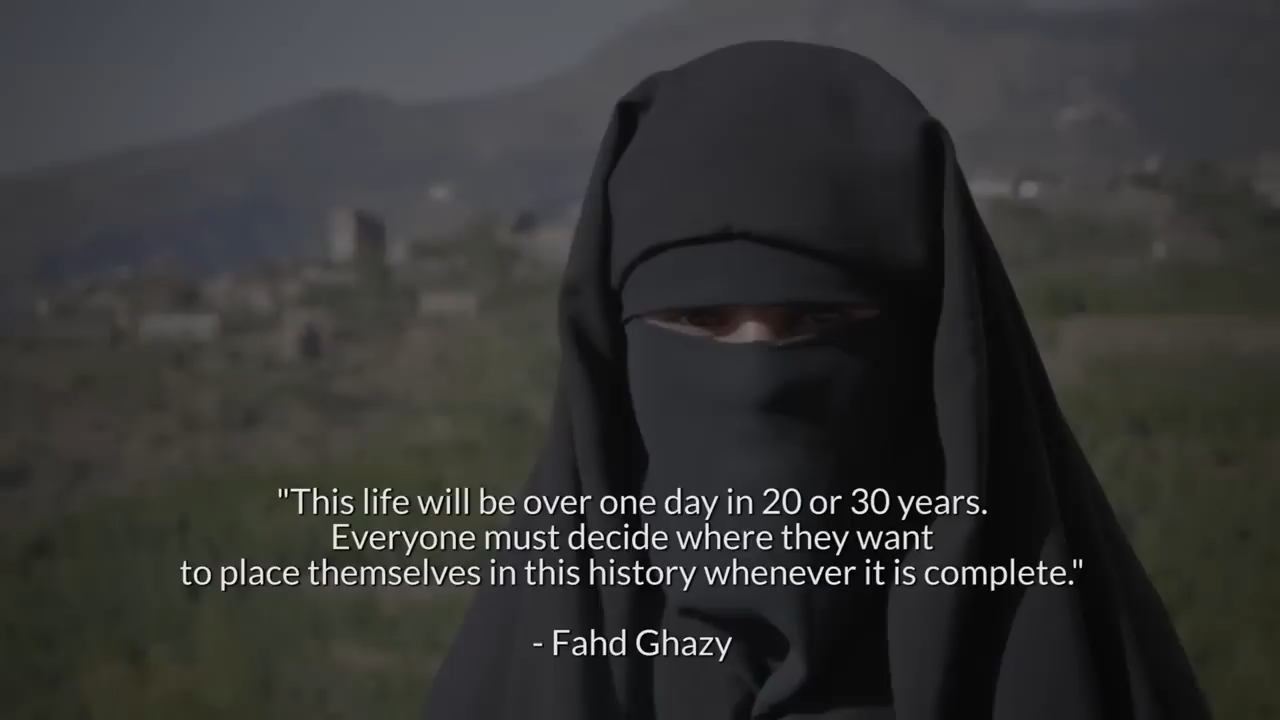 "This life will be over one day in 20 or 30 years.
Everyone must decide where they want
to place themselves in this history whenever it is complete."
- Fahd Ghazy